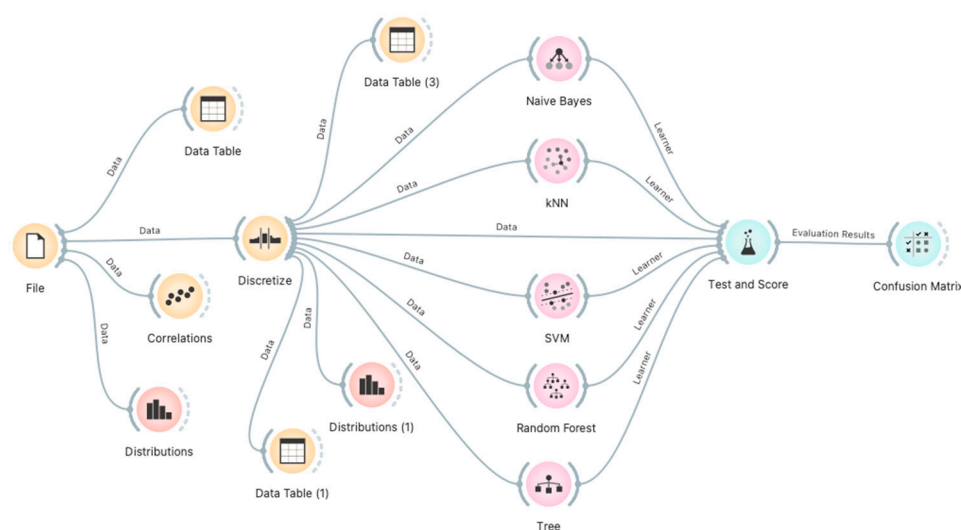 Data Table (3)
Naive Bayes
Data
Data
Learner
Data Table
Data
kNN
Data
Learner
Data
Data
File
Discretize
Test and Score
Evaluation Results
Confusion Matrix
Data
Data
Learner
Correlations
SVM
Data
Data
Data
Data
Data
Learner
Learner
Distributions
Distributions (1)
Random Forest
Data Table (1)
Tree